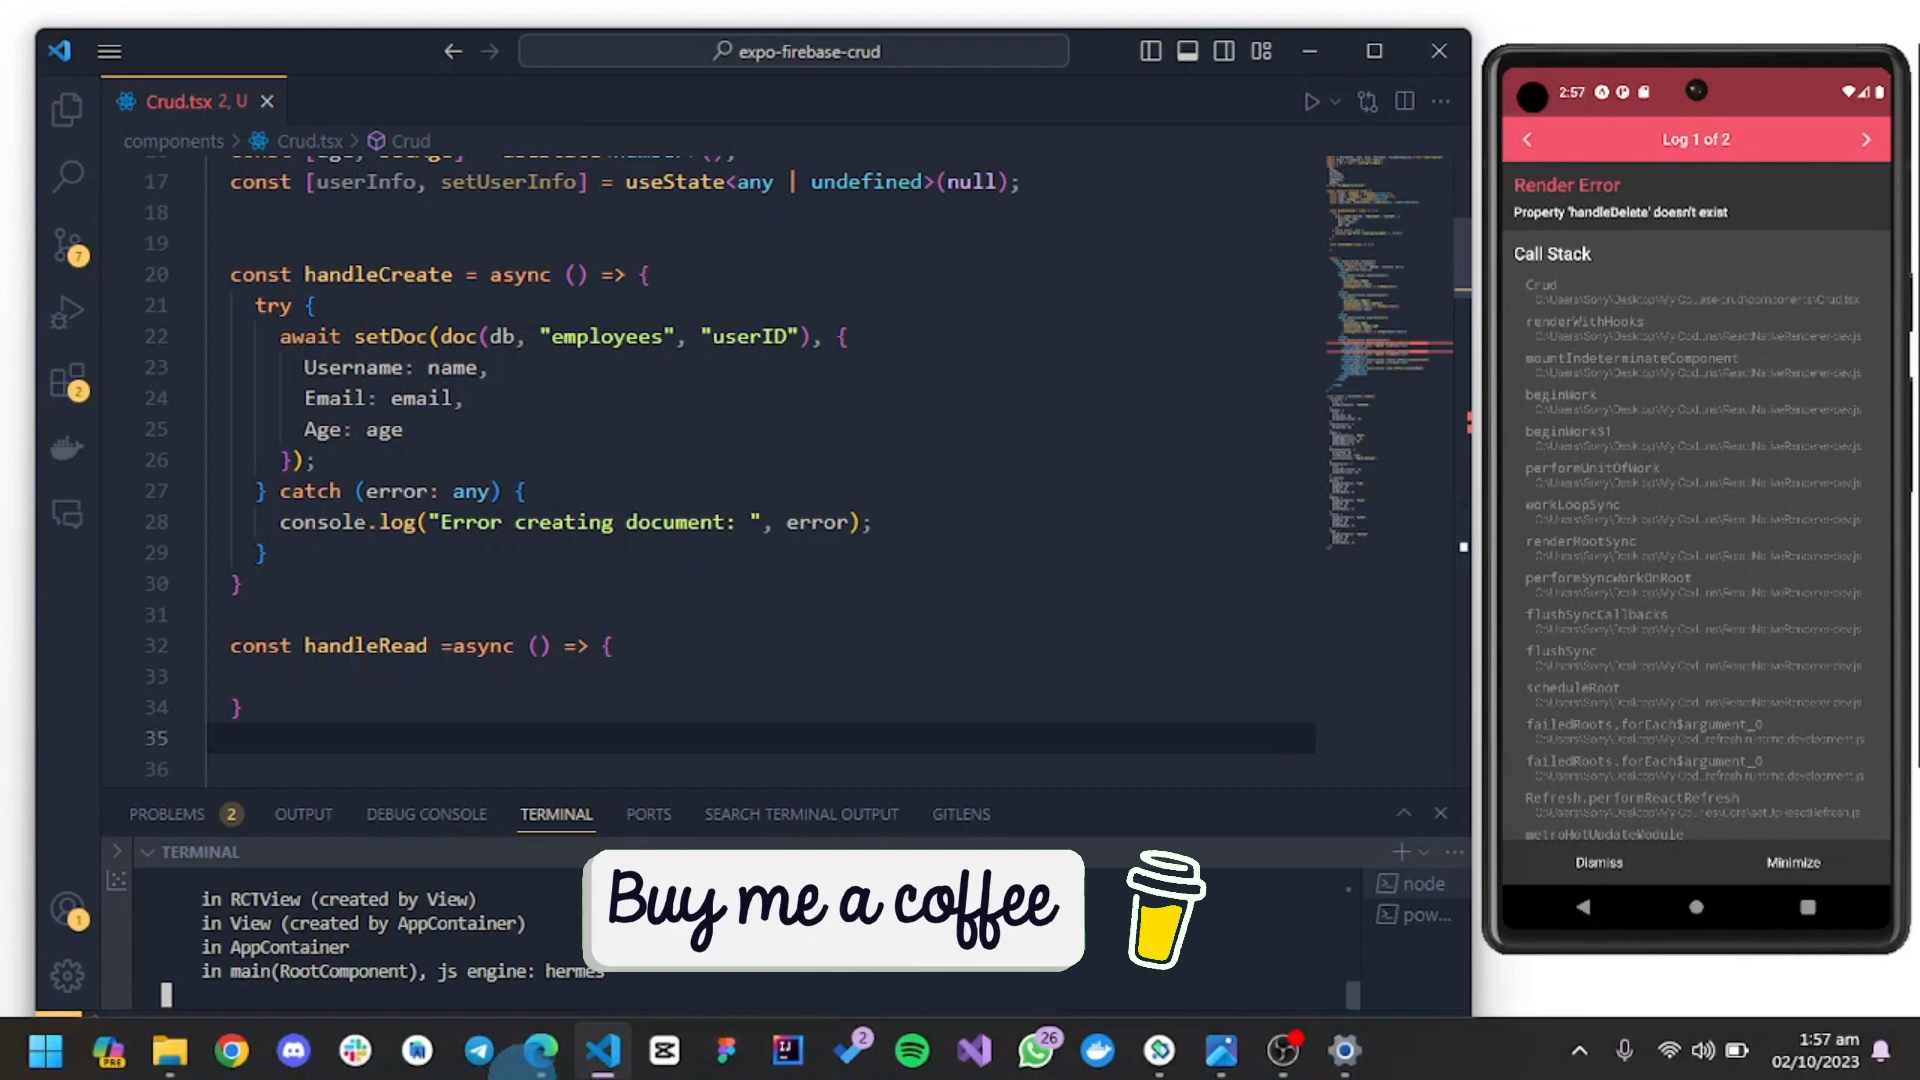 expo-firebase-crud
Crud.tsx 2, U
components > Crud.tsx > Crud
17 const [userInfo, setUserInfo] = useState<any | undefined>(null);
18
19
20 const handleCreate = async () => {
21 try {
22 await setDoc(doc(db, "employees", "userID"), {
23 Username: name,
24 Email: email,
25 Age: age
26 });
27 } catch (error: any) {
28 console.log("Error creating document: ", error);
29 }
30 }
31
32 const handleRead =async () => {
33
34 }
35
36
7
2
1
PROBLEMS 2 OUTPUT DEBUG CONSOLE TERMINAL PORTS SEARCH TERMINAL OUTPUT GITLENS
TERMINAL
in RCTView (created by View)
in View (created by AppContainer)
in AppContainer
in main(RootComponent), js engine: hermes
node
pow...
Buy me a coffee
2:57
Log 1 of 2
Render Error
Property 'handleDelete' doesn't exist
Call Stack
Crud
renderWithHooks
mountIndeterminateComponent
beginWork
beginWork$1
performUnitOfWork
workLoopSync
renderRootSync
performSyncWorkOnRoot
flushSyncCallbacks
flushSync
scheduleRoot
failedRoots.forEach$argument_0
failedRoots.forEach$argument_0
Refresh.performReactRefresh
metroHotUpdateModule
Dismiss Minimize
PRE
2
26
1:57 am
02/10/2023